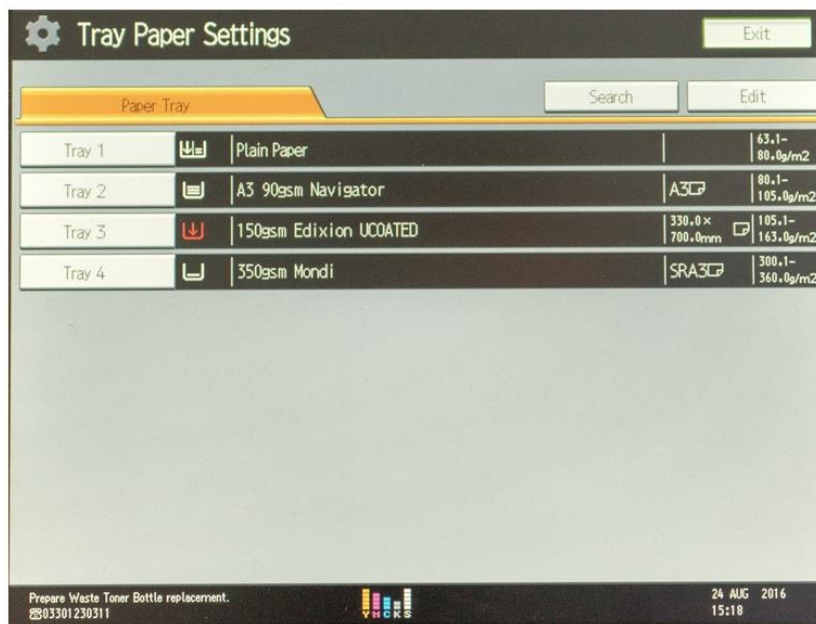 Tray Paper Settings
Exit
Paper Tray
Search
Edit
Tray 1
Plain Paper
63.1-
80.0g/m2
Tray 2
A3 90gsm Navigator
A3
80.1-
105.0g/m2
Tray 3
150gsm Edixion UCOATED
330.0×
700.0mm
105.1-
163.0g/m2
Tray 4
350gsm Mondi
SRA3
300.1-
360.0g/m2
Prepare Waste Toner Bottle replacement.
☎03301230311
Y M C K S
24 AUG 2016
15:18